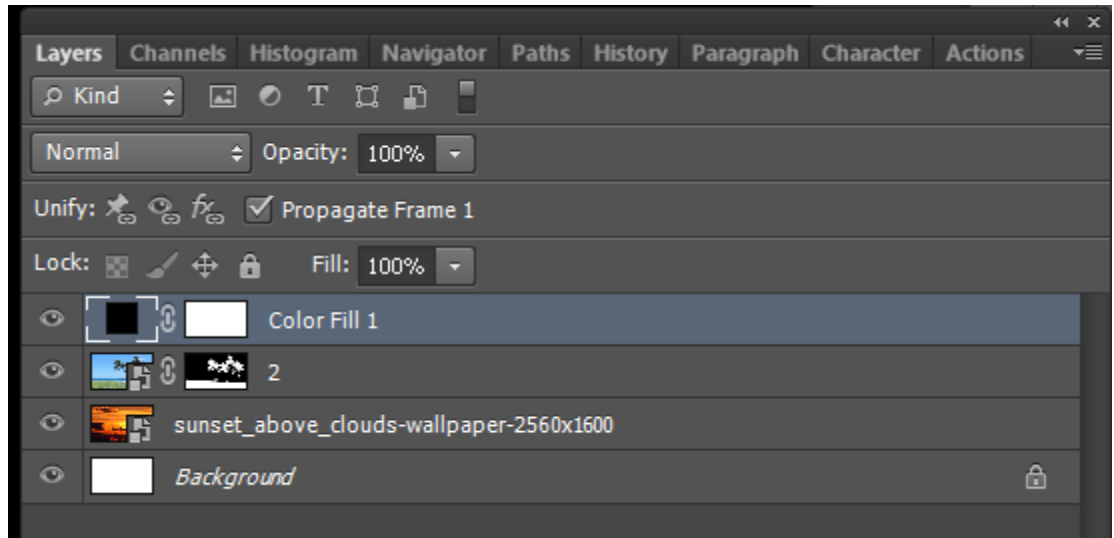 Layers Channels Histogram Navigator Paths History Paragraph Character Actions
Kind T
Normal Opacity: 100%
Unify: fx Propagate Frame 1
Lock: Fill: 100%
Color Fill 1
2
sunset_above_clouds-wallpaper-2560x1600
Background